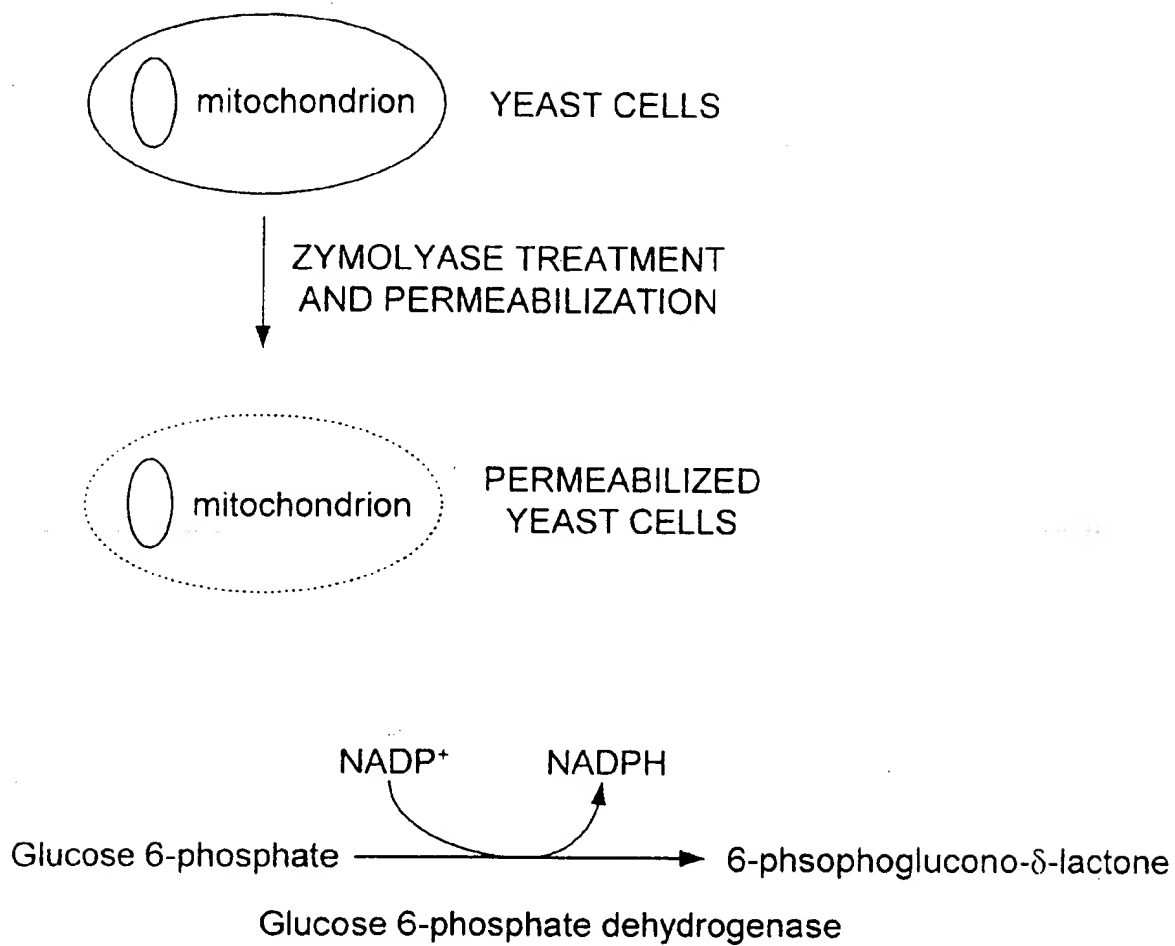 mitochondrion
YEAST CELLS
ZYMOLYASE TREATMENT
AND PERMEABILIZATION
mitochondrion
PERMEABILIZED
YEAST CELLS
NADP⁺
NADPH
Glucose 6-phosphate
6-phsophoglucono-δ-lactone
Glucose 6-phosphate dehydrogenase